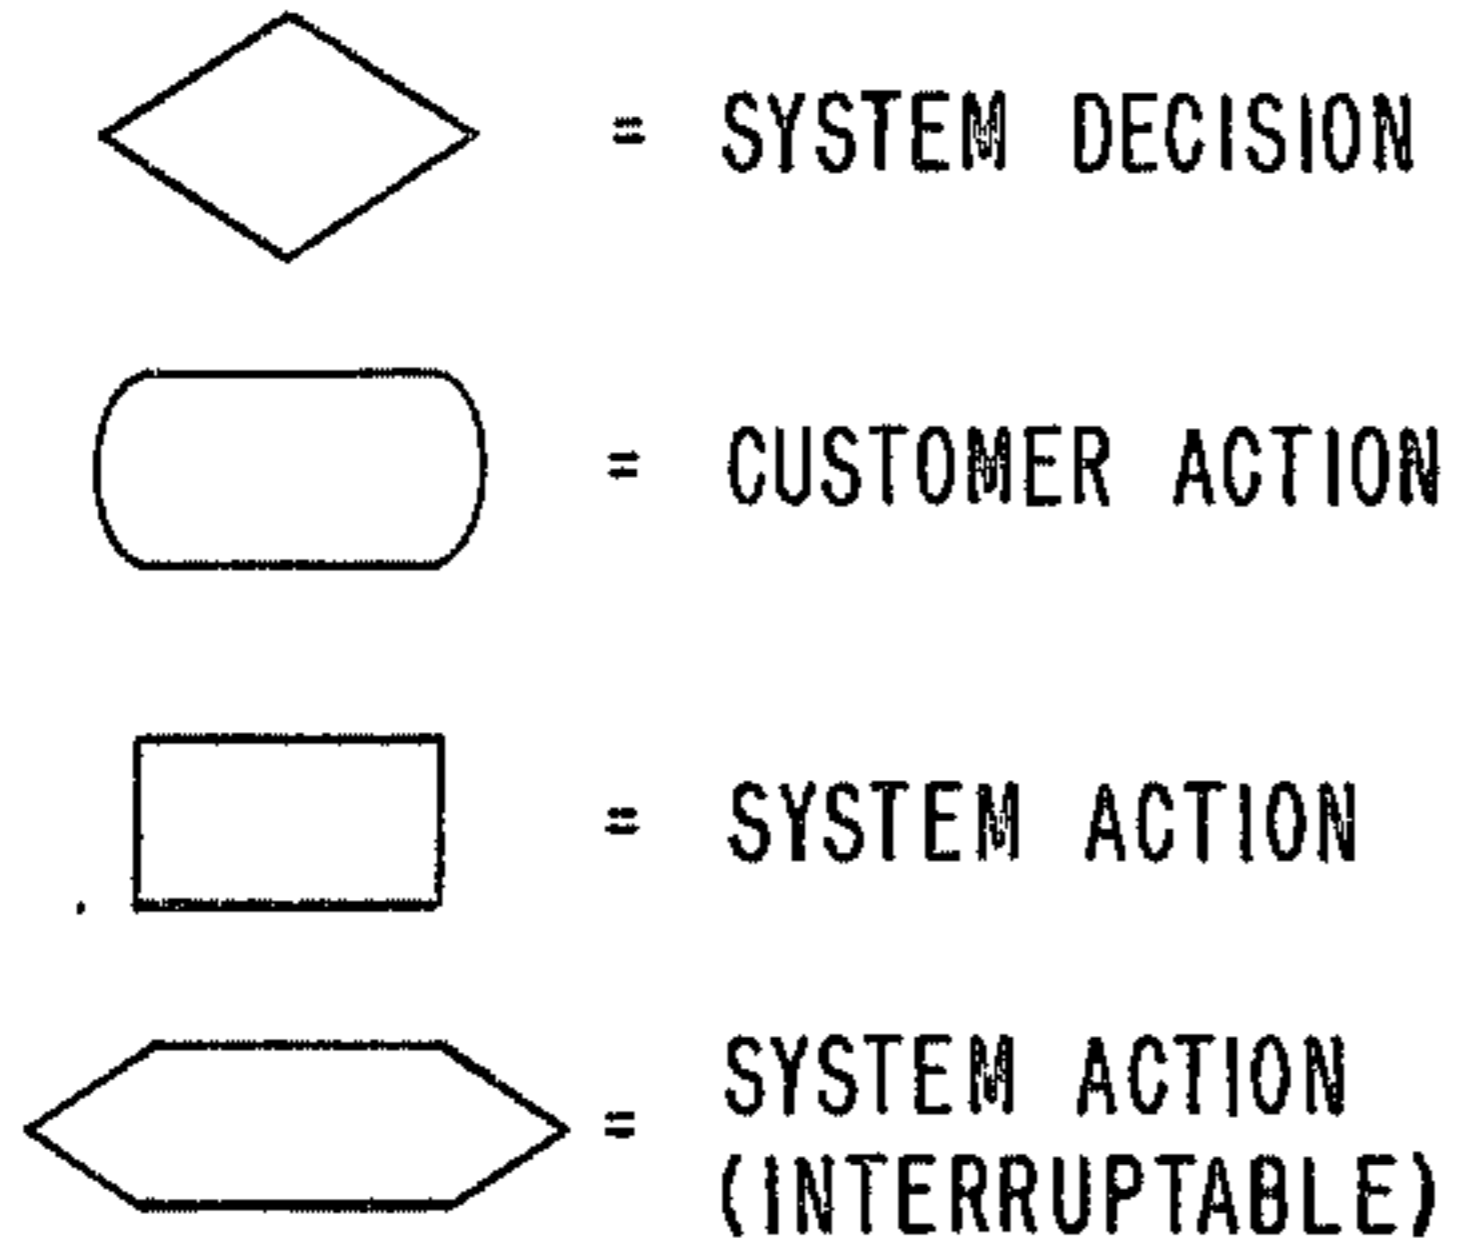 = SYSTEM DECISION
= CUSTOMER ACTION
= SYSTEM ACTION
= SYSTEM ACTION
(INTERRUPTABLE)